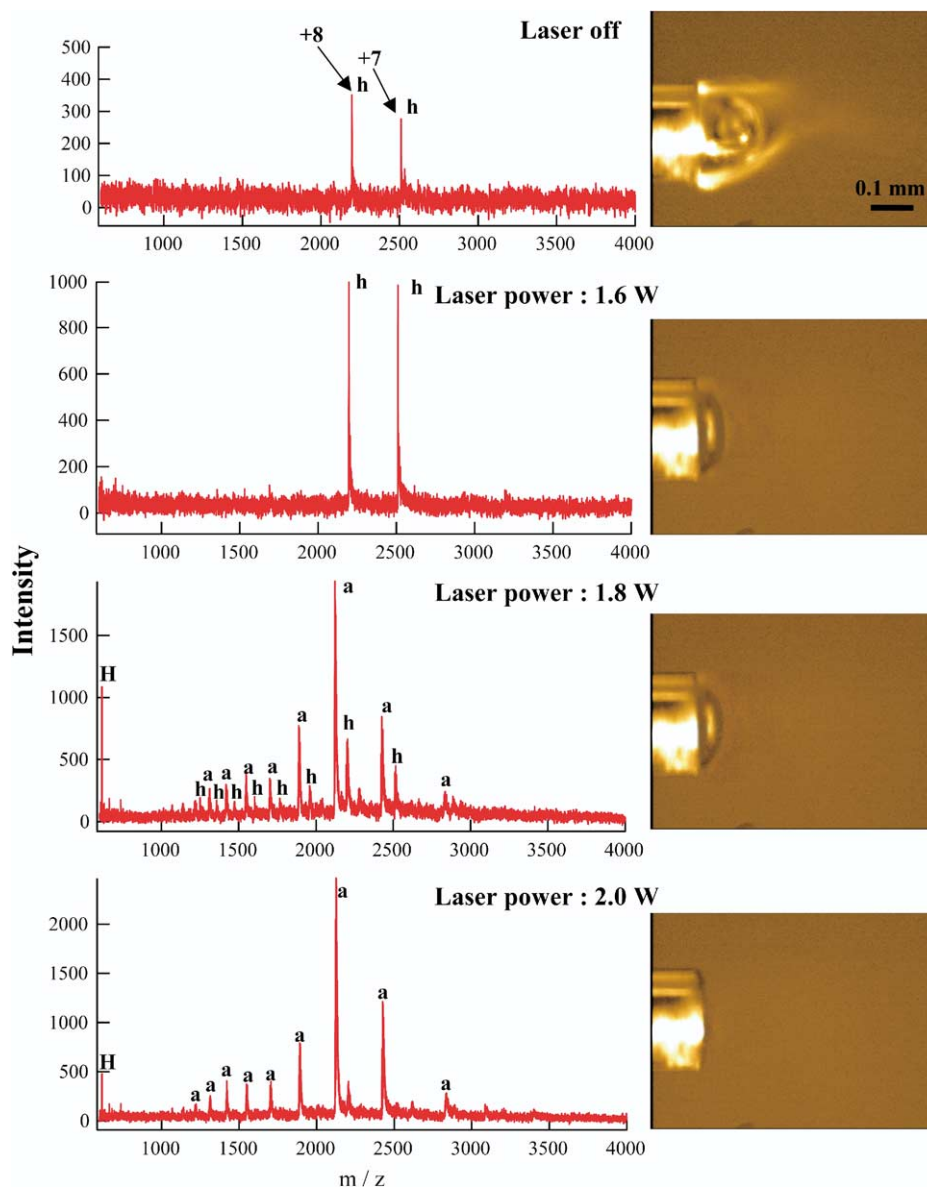 Laser off
+8
+7
h h
500
400
300
200
100
0
1000 1500 2000 2500 3000 3500 4000
0.1 mm
Laser power : 1.6 W
h h
1000
800
600
400
200
0
1000 1500 2000 2500 3000 3500 4000
Intensity
Laser power : 1.8 W
1500
1000
500
0
H h a h a h a h a h a h a h a h a
1000 1500 2000 2500 3000 3500 4000
Laser power : 2.0 W
2000
1500
1000
500
0
H a a a a a a a a a
1000 1500 2000 2500 3000 3500 4000
m / z